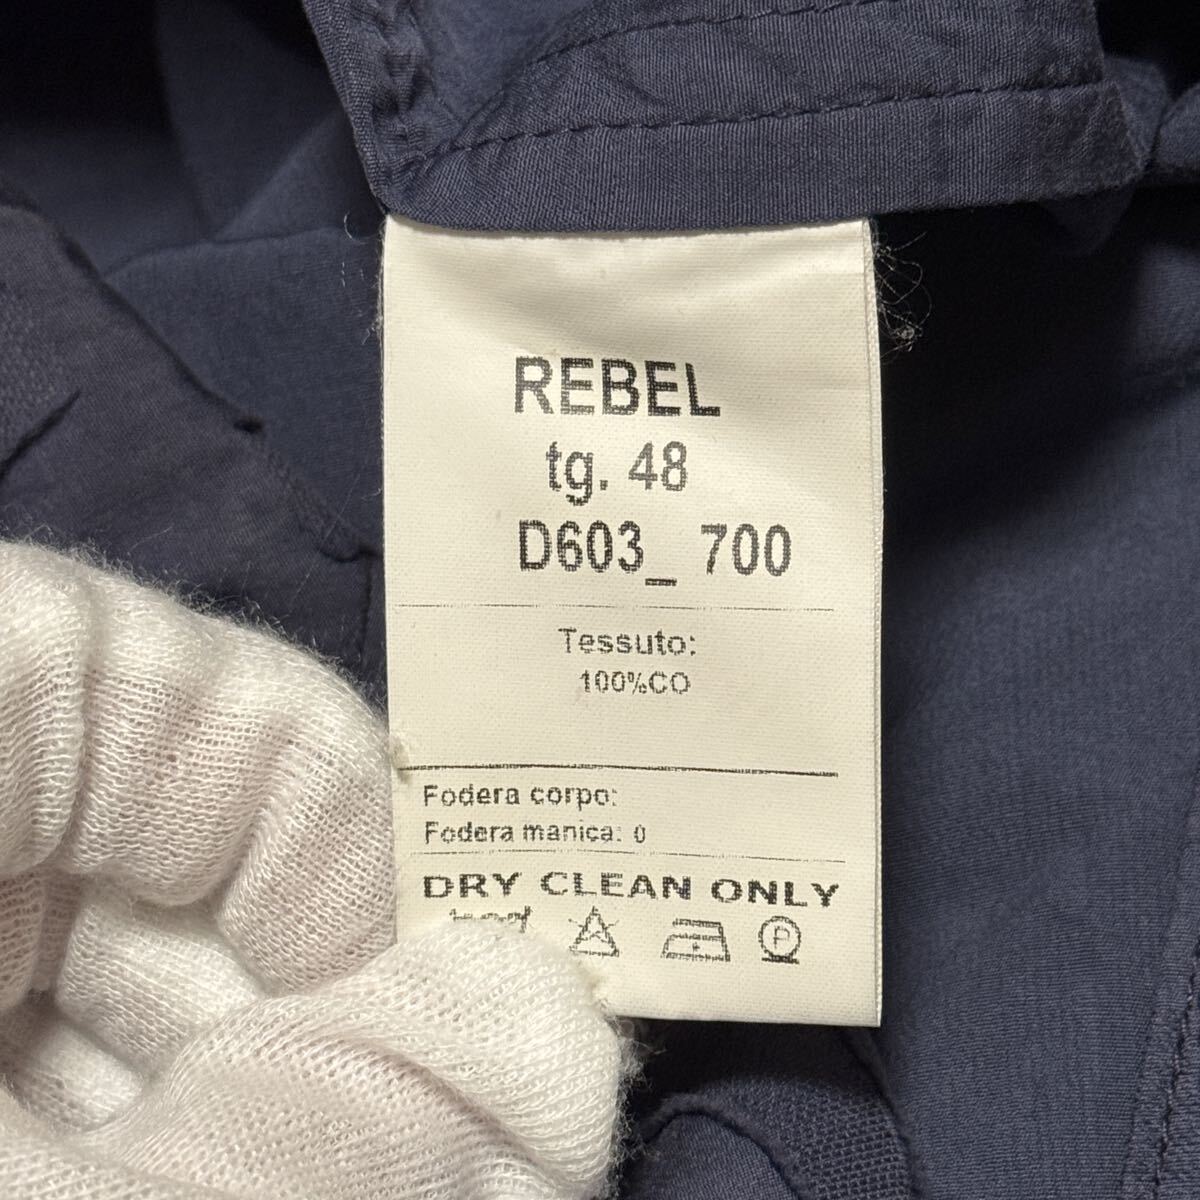 REBEL
tg. 48
D603_ 700
Tessuto:
100%CO
Fodera corpo:
Fodera manica: 0
DRY CLEAN ONLY
P